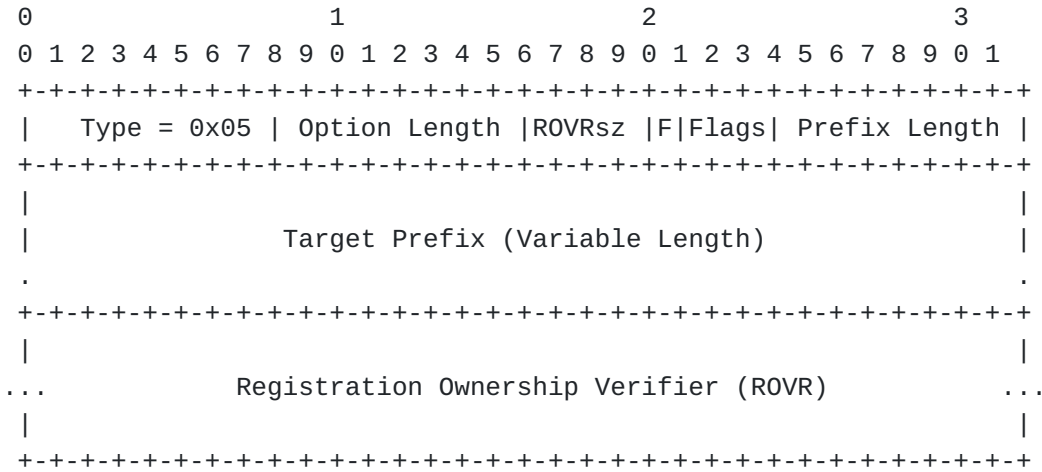 0                   1                   2                   3
 0 1 2 3 4 5 6 7 8 9 0 1 2 3 4 5 6 7 8 9 0 1 2 3 4 5 6 7 8 9 0 1
 +-+-+-+-+-+-+-+-+-+-+-+-+-+-+-+-+-+-+-+-+-+-+-+-+-+-+-+-+-+-+-+-+
 |   Type = 0x05 | Option Length |ROVRsz |F|Flags| Prefix Length |
 +-+-+-+-+-+-+-+-+-+-+-+-+-+-+-+-+-+-+-+-+-+-+-+-+-+-+-+-+-+-+-+-+
 |                                                               |
 |                Target Prefix (Variable Length)                |
 .                                                               .
 +-+-+-+-+-+-+-+-+-+-+-+-+-+-+-+-+-+-+-+-+-+-+-+-+-+-+-+-+-+-+-+-+
 |                                                               |
...            Registration Ownership Verifier (ROVR)           ...
 |                                                               |
 +-+-+-+-+-+-+-+-+-+-+-+-+-+-+-+-+-+-+-+-+-+-+-+-+-+-+-+-+-+-+-+-+